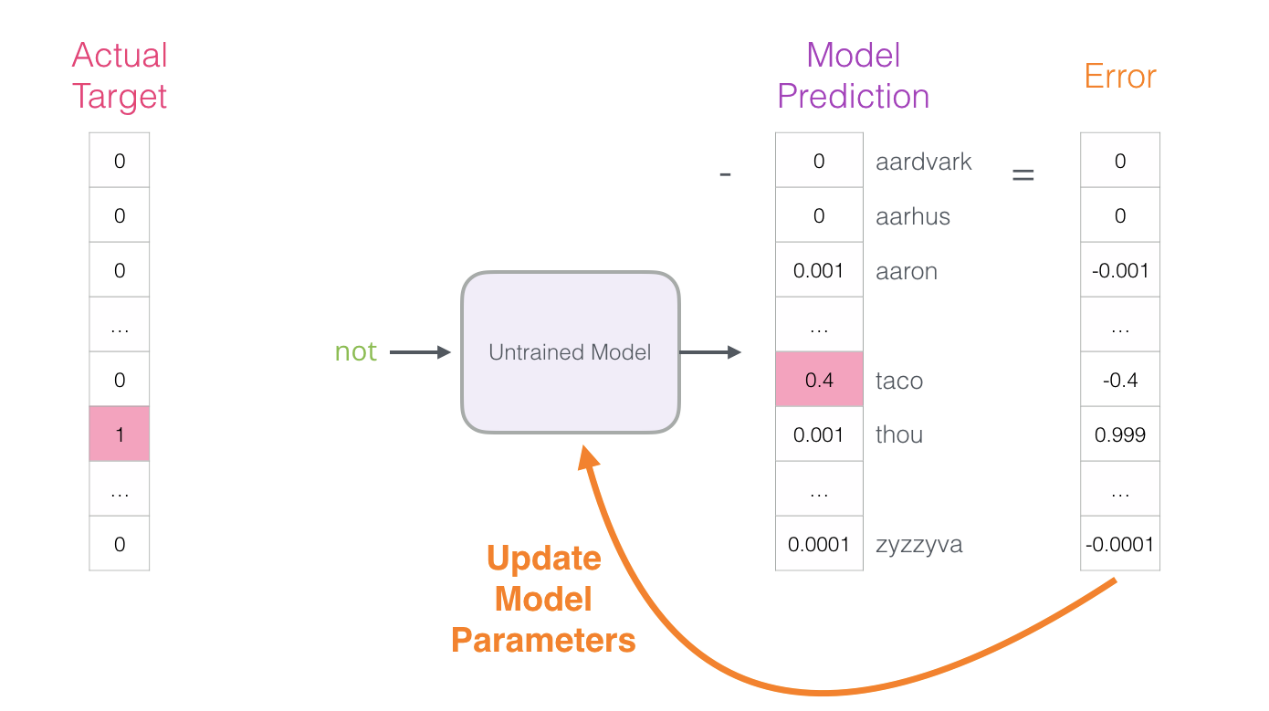 Actual
Target
Model
Prediction
Error
0 - 0 aardvark = 0
0 0 aarhus 0
0 0.001 aaron -0.001
... ... ...
not
Untrained Model
0 0.4 taco -0.4
1 0.001 thou 0.999
... ... ...
0 0.0001 zyzzyva -0.0001
Update
Model
Parameters